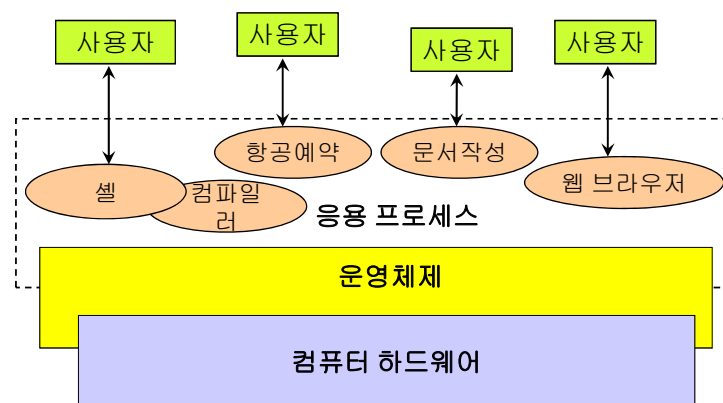 사용자
사용자
사용자
사용자
항공예약
문서작성
셸
컴파일
러
웹 브라우저
응용 프로세스
운영체제
컴퓨터 하드웨어